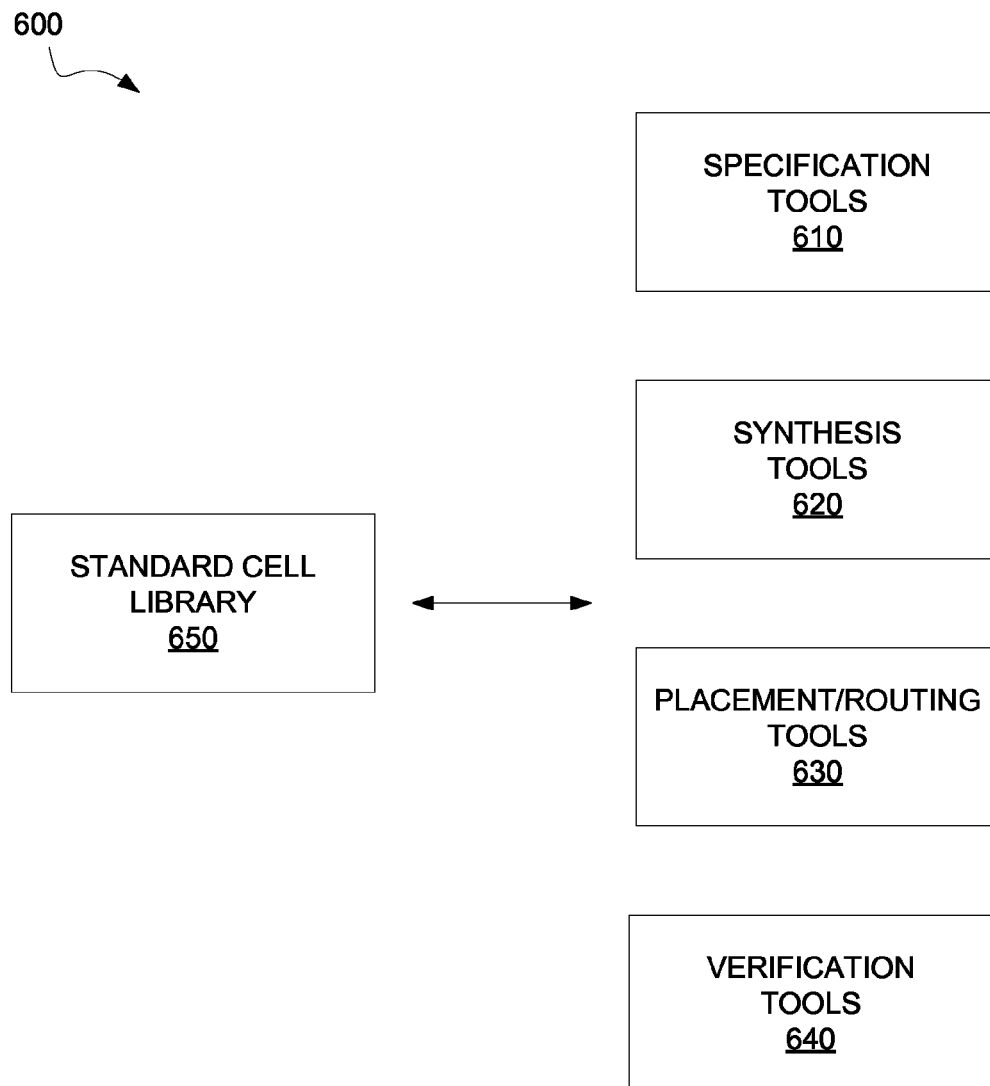 600
SPECIFICATION
TOOLS
610
SYNTHESIS
TOOLS
620
STANDARD CELL
LIBRARY
650
PLACEMENT/ROUTING
TOOLS
630
VERIFICATION
TOOLS
640